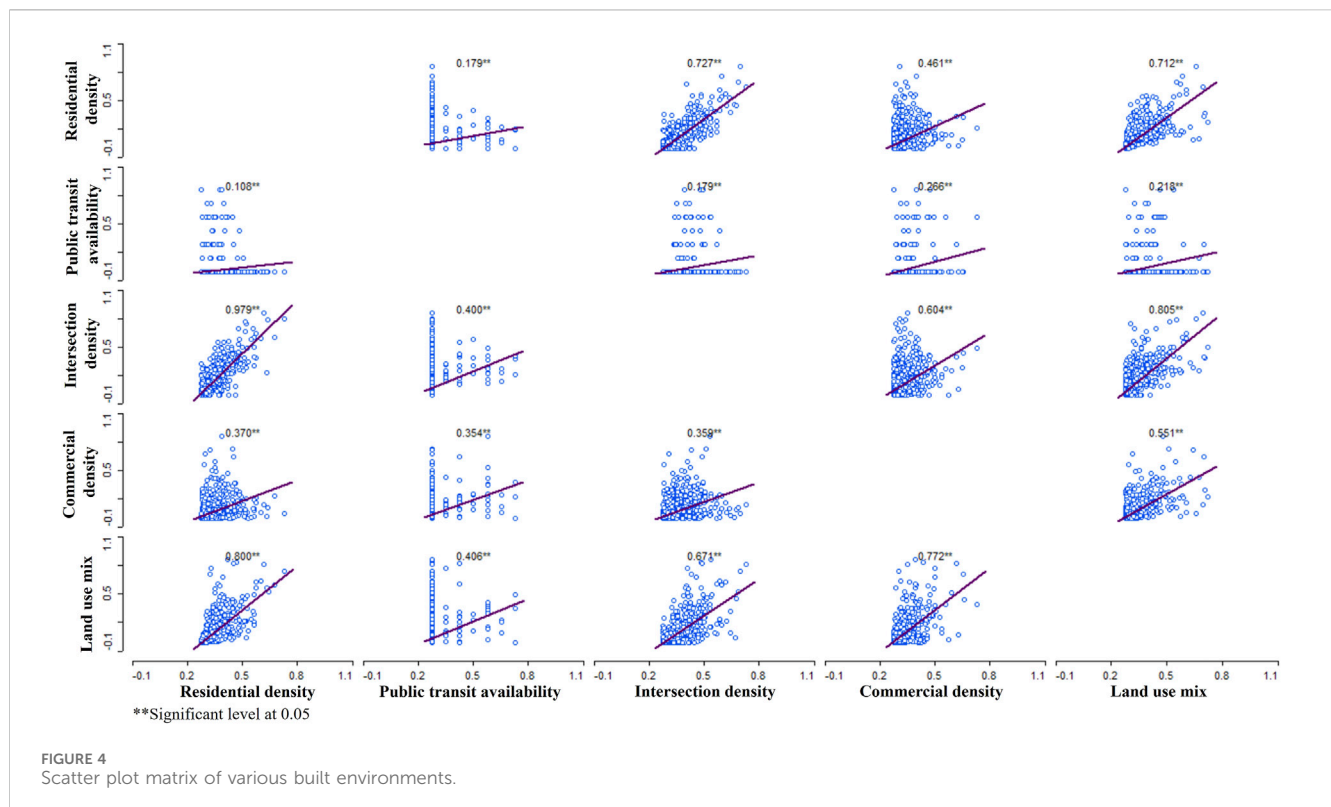 1.1
0.179**
0.727**
0.461**
0.712**
Residential
density
0.5
-0.1
1.1
0.108**
0.179**
0.266**
0.218**
Public transit
availability
0.5
-0.1
1.1
0.979**
0.400**
0.604**
0.805**
Intersection
density
0.5
-0.1
1.1
0.370**
0.354**
0.359**
0.551**
Commercial
density
0.5
-0.1
1.1
0.800**
0.406**
0.671**
0.772**
Land use mix
0.5
-0.1
-0.1 0.2 0.5 0.8 1.1 -0.1 0.2 0.5 0.8 1.1 -0.1 0.2 0.5 0.8 1.1 -0.1 0.2 0.5 0.8 1.1 -0.1 0.2 0.5 0.8 1.1
Residential density Public transit availability Intersection density Commercial density Land use mix
**Significant level at 0.05
FIGURE 4
Scatter plot matrix of various built environments.